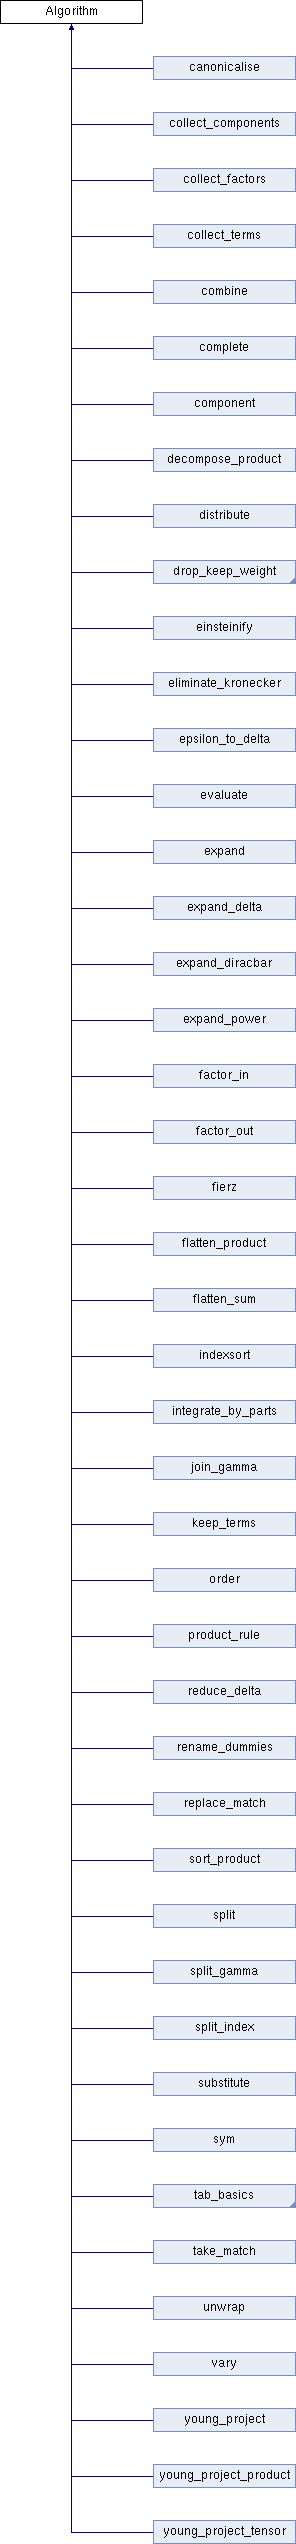 Algorithm
canonicalise
collect_components
collect_factors
collect_terms
combine
complete
component
decompose_product
distribute
drop_keep_weight
einsteinify
eliminate_kronecker
epsilon_to_delta
evaluate
expand
expand_delta
expand_diracbar
expand_power
factor_in
factor_out
fierz
flatten_product
flatten_sum
indexsort
integrate_by_parts
join_gamma
keep_terms
order
product_rule
reduce_delta
rename_dummies
replace_match
sort_product
split
split_gamma
split_index
substitute
sym
tab_basics
take_match
unwrap
vary
young_project
young_project_product
young_project_tensor